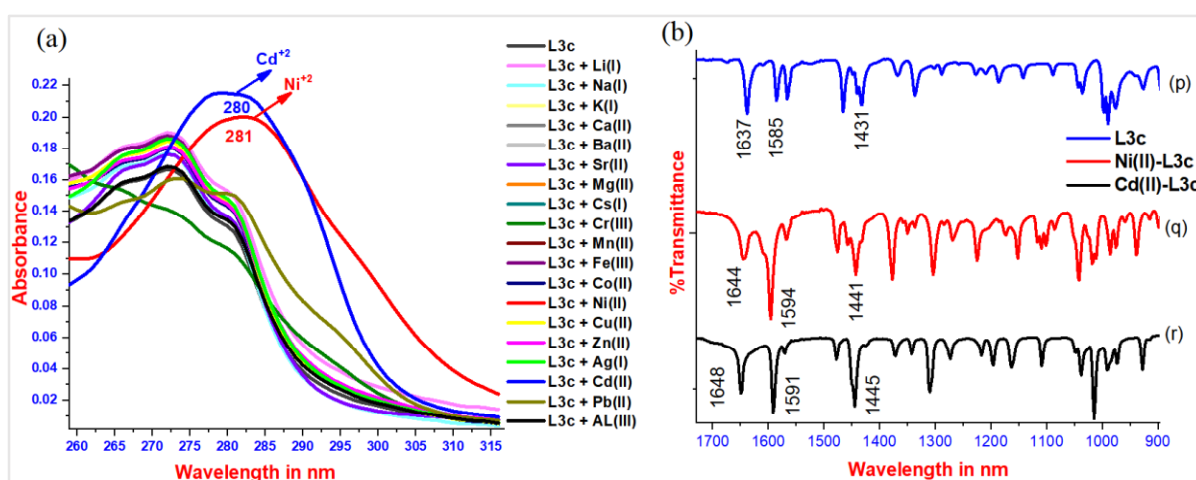 (a)
Cd+2
Ni+2
280
281
0.22
0.20
0.18
0.16
0.14
0.12
0.10
0.08
0.06
0.04
0.02
Absorbance
260 265 270 275 280 285 290 295 300 305 310 315
Wavelength in nm
L3c
L3c + Li(I)
L3c + Na(I)
L3c + K(I)
L3c + Ca(II)
L3c + Ba(II)
L3c + Sr(II)
L3c + Mg(II)
L3c + Cs(I)
L3c + Cr(III)
L3c + Mn(II)
L3c + Fe(III)
L3c + Co(II)
L3c + Ni(II)
L3c + Cu(II)
L3c + Zn(II)
L3c + Ag(I)
L3c + Cd(II)
L3c + Pb(II)
L3c + AL(III)
(b)
(p)
1637
1585
1431
L3c
Ni(II)-L3c
Cd(II)-L3c
(q)
1644
1594
1441
(r)
1648
1591
1445
%Transmittance
1700 1600 1500 1400 1300 1200 1100 1000 900
Wavelength in nm